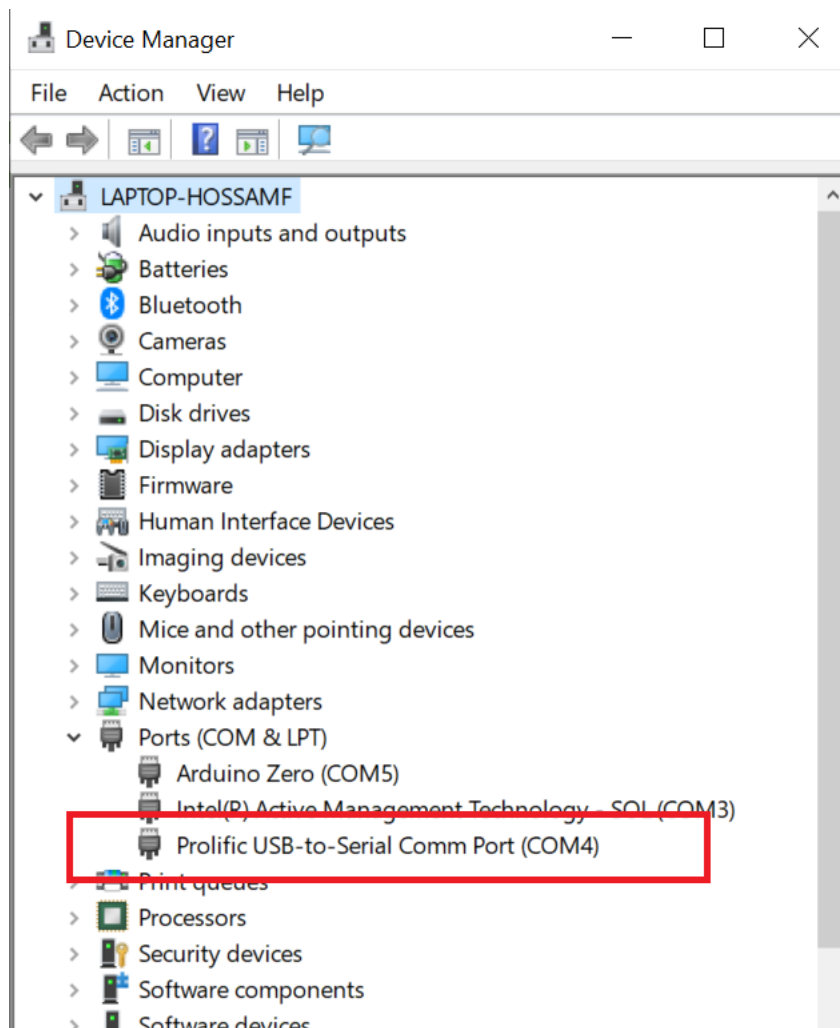 Device Manager
File Action View Help
LAPTOP-HOSSAMF
Audio inputs and outputs
Batteries
Bluetooth
Cameras
Computer
Disk drives
Display adapters
Firmware
Human Interface Devices
Imaging devices
Keyboards
Mice and other pointing devices
Monitors
Network adapters
Ports (COM & LPT)
Arduino Zero (COM5)
Intel(R) Active Management Technology - SOL (COM3)
Prolific USB-to-Serial Comm Port (COM4)
Print queues
Processors
Security devices
Software components
Software devices